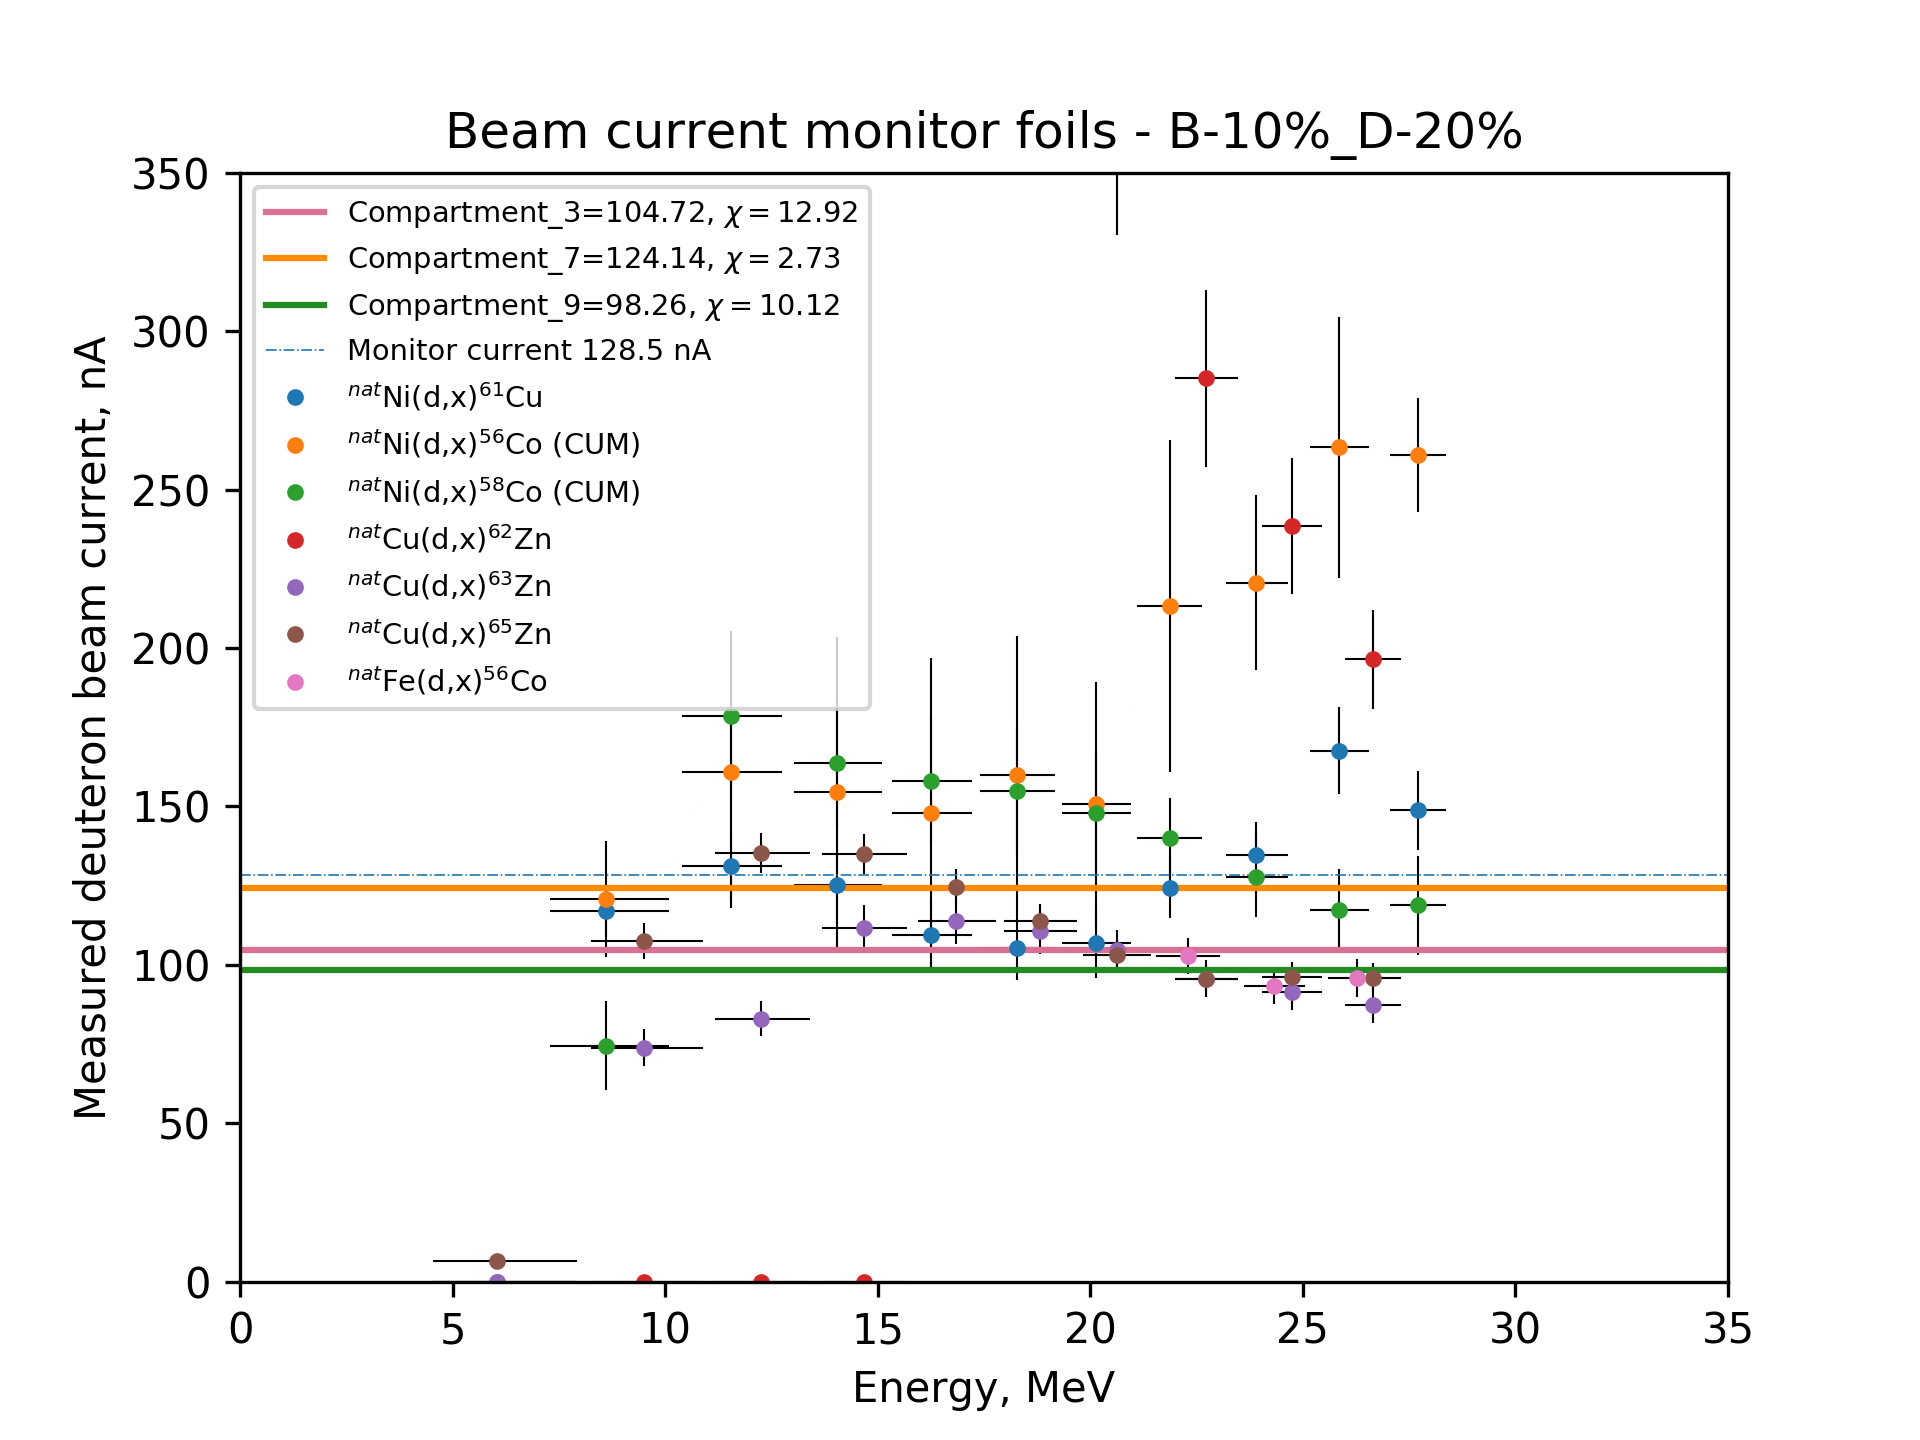 Beam current monitor foils - B-10%_D-20%
Measured deuteron beam current, nA
350
300
250
200
150
100
50
0
Compartment_3=104.72, χ = 12.92
Compartment_7=124.14, χ = 2.73
Compartment_9=98.26, χ = 10.12
Monitor current 128.5 nA
ⁿᵃᵗNi(d,x)⁶¹Cu
ⁿᵃᵗNi(d,x)⁵⁶Co (CUM)
ⁿᵃᵗNi(d,x)⁵⁸Co (CUM)
ⁿᵃᵗCu(d,x)⁶²Zn
ⁿᵃᵗCu(d,x)⁶³Zn
ⁿᵃᵗCu(d,x)⁶⁵Zn
ⁿᵃᵗFe(d,x)⁵⁶Co
0 5 10 15 20 25 30 35
Energy, MeV